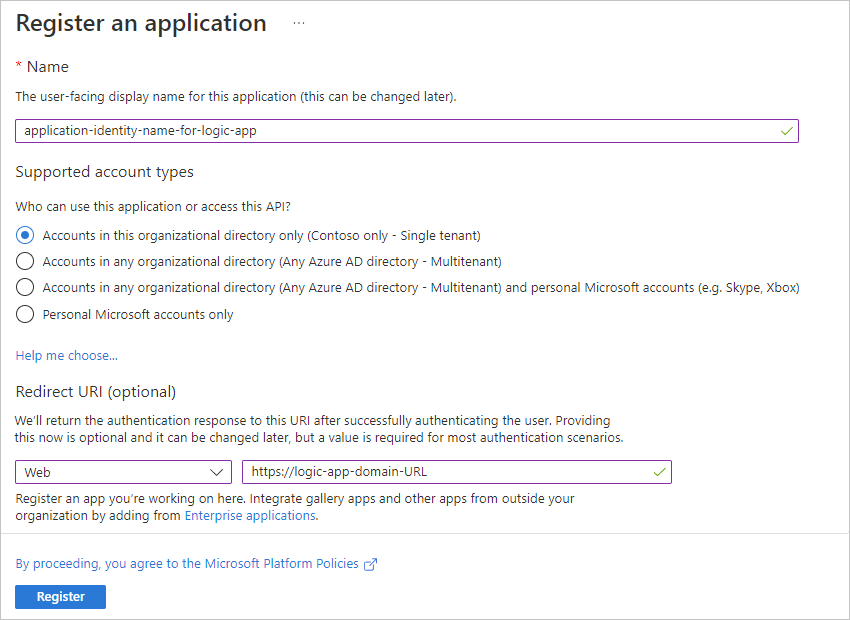 Register an application ...
* Name
The user-facing display name for this application (this can be changed later).
application-identity-name-for-logic-app
Supported account types
Who can use this application or access this API?
Accounts in this organizational directory only (Contoso only - Single tenant)
Accounts in any organizational directory (Any Azure AD directory - Multitenant)
Accounts in any organizational directory (Any Azure AD directory - Multitenant) and personal Microsoft accounts (e.g. Skype, Xbox)
Personal Microsoft accounts only
Help me choose...
Redirect URI (optional)
We'll return the authentication response to this URI after successfully authenticating the user. Providing
this now is optional and it can be changed later, but a value is required for most authentication scenarios.
Web https://logic-app-domain-URL
Register an app you're working on here. Integrate gallery apps and other apps from outside your
organization by adding from Enterprise applications.
By proceeding, you agree to the Microsoft Platform Policies
Register